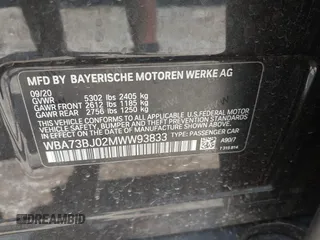 MFD BY BAYERISCHE MOTOREN WERKE AG
09/20
GVWR 5302 lbs 2405 kg
GAWR FRONT 2612 lbs 1185 kg
GAWR REAR 2756 lbs 1250 kg
THIS VEHICLE CONFORMS TO ALL APPLICABLE U.S. FEDERAL MOTOR
VEHICLE SAFETY, BUMPER, AND THEFT PREVENTION STANDARDS IN
EFFECT ON THE DATE OF MANUFACTURE SHOWN ABOVE.
WBA73BJ02MWW93833 TYPE: PASSENGER CAR
A90/7
DREAMBID